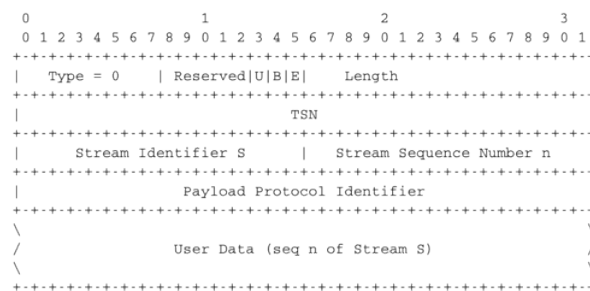 0                   1                   2                   3
0 1 2 3 4 5 6 7 8 9 0 1 2 3 4 5 6 7 8 9 0 1 2 3 4 5 6 7 8 9 0 1
+-+-+-+-+-+-+-+-+-+-+-+-+-+-+-+-+-+-+-+-+-+-+-+-+-+-+-+-+-+-+-+-
|   Type = 0    | Reserved|U|B|E|    Length
+-+-+-+-+-+-+-+-+-+-+-+-+-+-+-+-+-+-+-+-+-+-+-+-+-+-+-+-+-+-+-+-
|                              TSN
+-+-+-+-+-+-+-+-+-+-+-+-+-+-+-+-+-+-+-+-+-+-+-+-+-+-+-+-+-+-+-+-
|      Stream Identifier S      |   Stream Sequence Number n
+-+-+-+-+-+-+-+-+-+-+-+-+-+-+-+-+-+-+-+-+-+-+-+-+-+-+-+-+-+-+-+-
|                  Payload Protocol Identifier
+-+-+-+-+-+-+-+-+-+-+-+-+-+-+-+-+-+-+-+-+-+-+-+-+-+-+-+-+-+-+-+-
\                                                               \
/                 User Data (seq n of Stream S)                 /
\                                                               \
+-+-+-+-+-+-+-+-+-+-+-+-+-+-+-+-+-+-+-+-+-+-+-+-+-+-+-+-+-+-+-+-